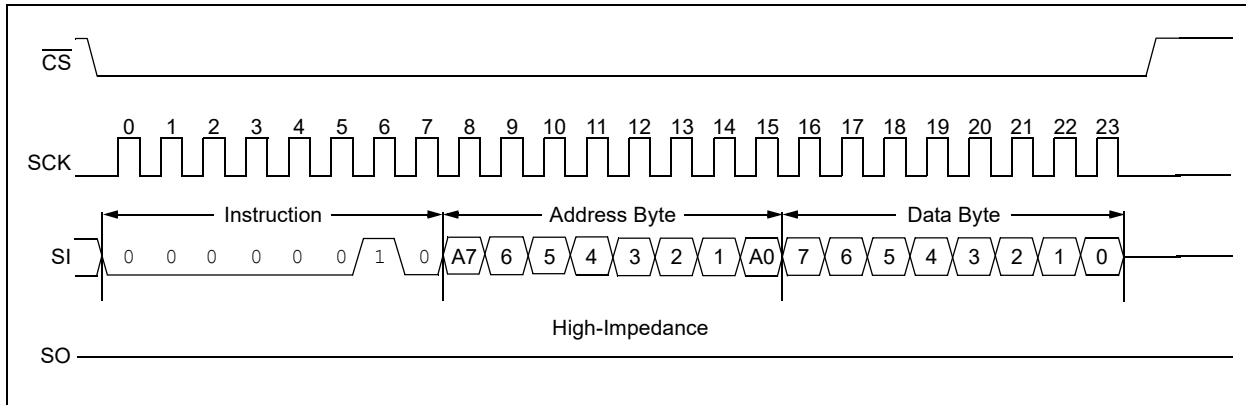 CS
0 1 2 3 4 5 6 7 8 9 10 11 12 13 14 15 16 17 18 19 20 21 22 23
SCK
Instruction Address Byte Data Byte
SI 0 0 0 0 0 0 1 0 A7 6 5 4 3 2 1 A0 7 6 5 4 3 2 1 0
High-Impedance
SO